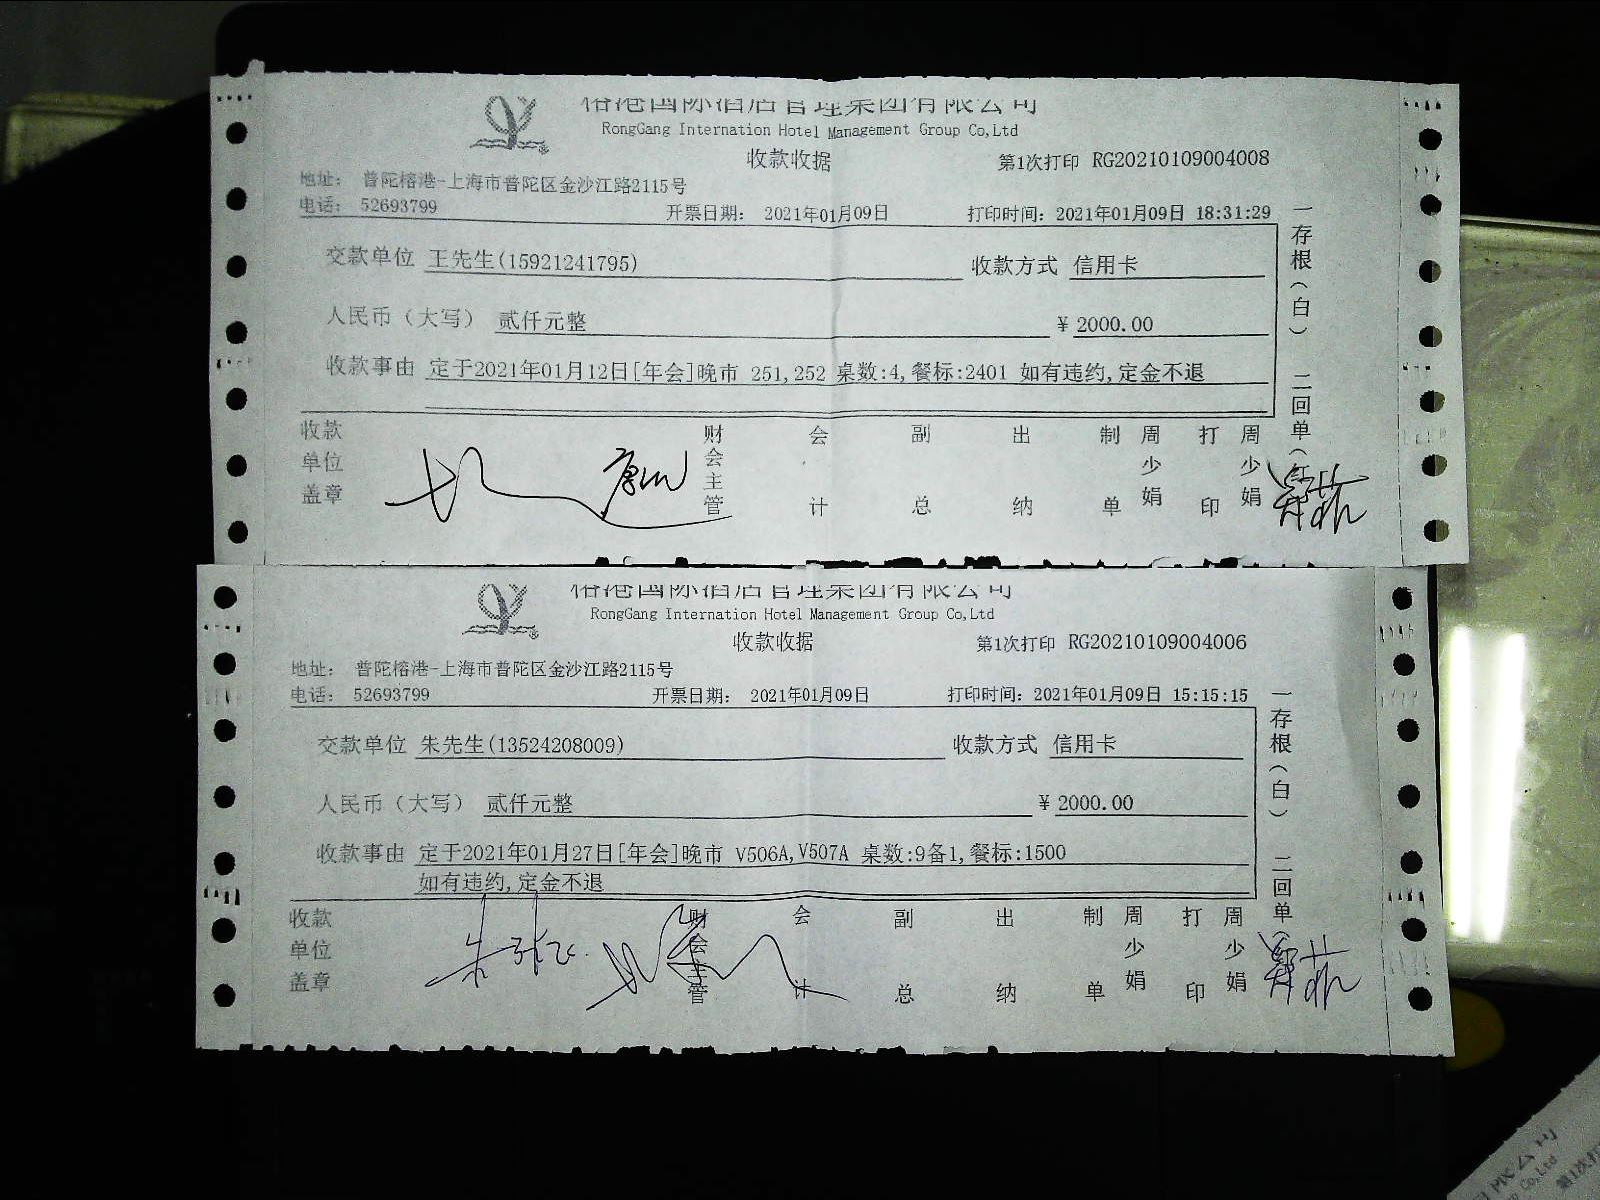 榕港国际酒店管理集团有限公司
RongGang Internation Hotel Management Group Co,Ltd
收款收据
第1次打印 RG20210109004008
地址： 普陀榕港-上海市普陀区金沙江路2115号
电话： 52693799 开票日期： 2021年01月09日 打印时间：2021年01月09日 18:31:29
交款单位 王先生(15921241795) 收款方式 信用卡
人民币（大写） 贰仟元整 ¥ 2000.00
收款事由 定于2021年01月12日[年会]晚市 251,252 桌数:4,餐标:2401 如有违约,定金不退
收款单位盖章 财会主管 会计 副总 出纳 制单 周少娟 打印 周少娟
一存根（白） 二回单（红
榕港国际酒店管理集团有限公司
RongGang Internation Hotel Management Group Co,Ltd
收款收据
第1次打印 RG20210109004006
地址： 普陀榕港-上海市普陀区金沙江路2115号
电话： 52693799 开票日期： 2021年01月09日 打印时间：2021年01月09日 15:15:15
交款单位 朱先生(13524208009) 收款方式 信用卡
人民币（大写） 贰仟元整 ¥ 2000.00
收款事由 定于2021年01月27日[年会]晚市 V506A,V507A 桌数:9备1,餐标:1500
如有违约,定金不退
收款单位盖章 财会主管 会计 副总 出纳 制单 周少娟 打印 周少娟
一存根（白） 二回单（
Co,Ltd
第1次打